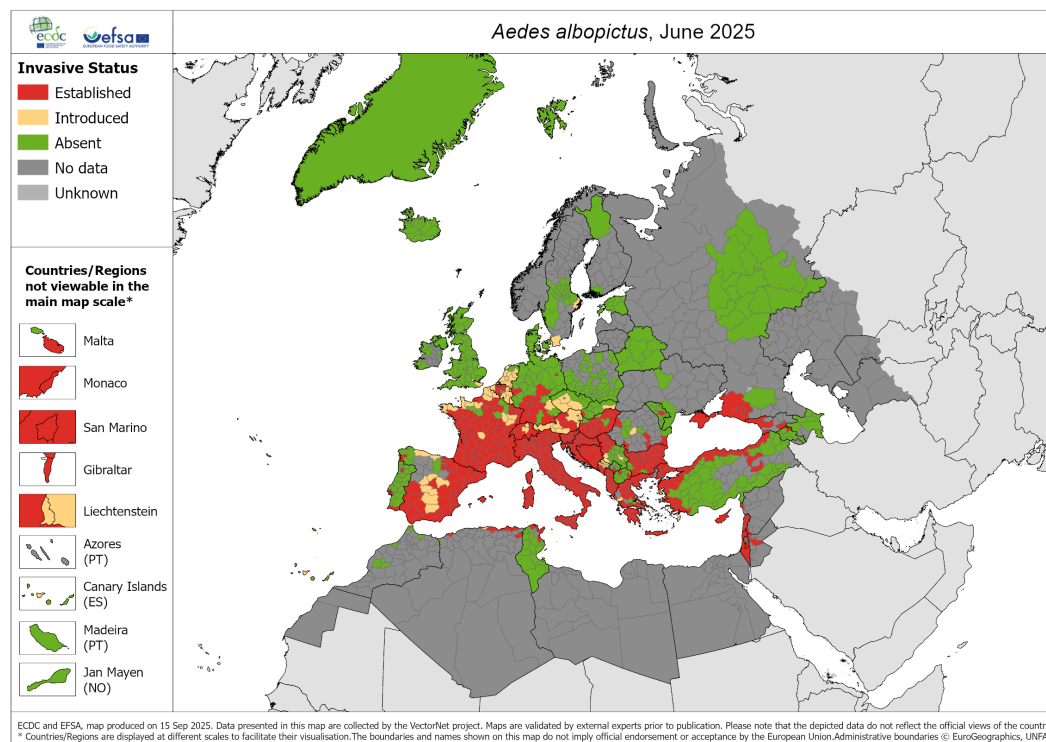 ecdc
efsa
EUROPEAN FOOD SAFETY AUTHORITY
Aedes albopictus, June 2025
Invasive Status
Established
Introduced
Absent
No data
Unknown
Countries/Regions
not viewable in the
main map scale*
Malta
Monaco
San Marino
Gibraltar
Liechtenstein
Azores
(PT)
Canary Islands
(ES)
Madeira
(PT)
Jan Mayen
(NO)
ECDC and EFSA, map produced on 15 Sep 2025. Data presented in this map are collected by the VectorNet project. Maps are validated by external experts prior to publication. Please note that the depicted data do not reflect the official views of the countr
* Countries/Regions are displayed at different scales to facilitate their visualisation.The boundaries and names shown on this map do not imply official endorsement or acceptance by the European Union.Administrative boundaries © EuroGeographics, UNFA